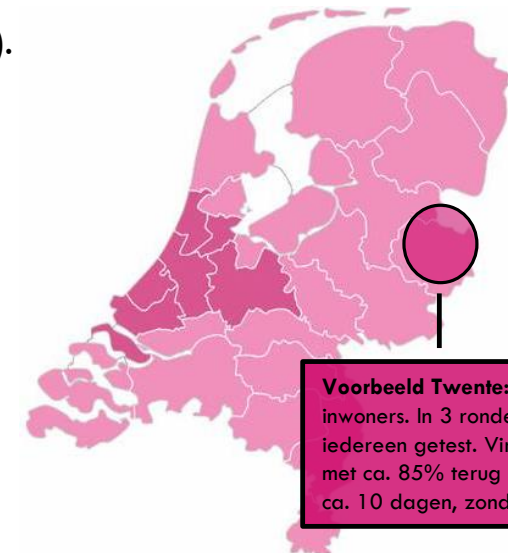 ).
Voorbeeld Twente:
inwoners. In 3 ronde
iedereen getest. Vir
met ca. 85% terug
ca. 10 dagen, zond